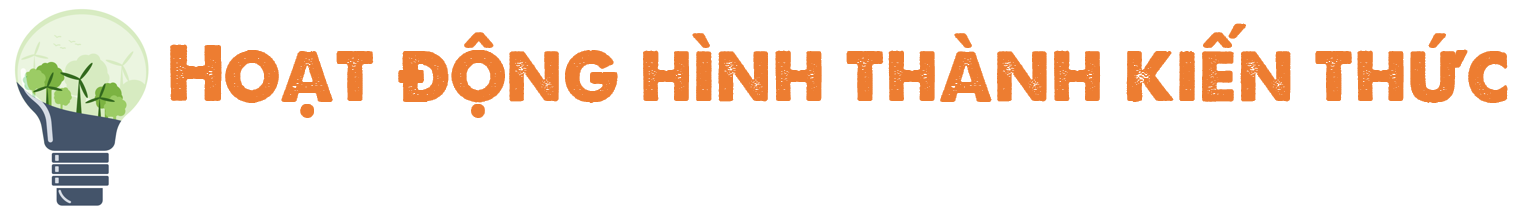 HOẠT ĐỘNG HÌNH THÀNH KIẾN THỨC